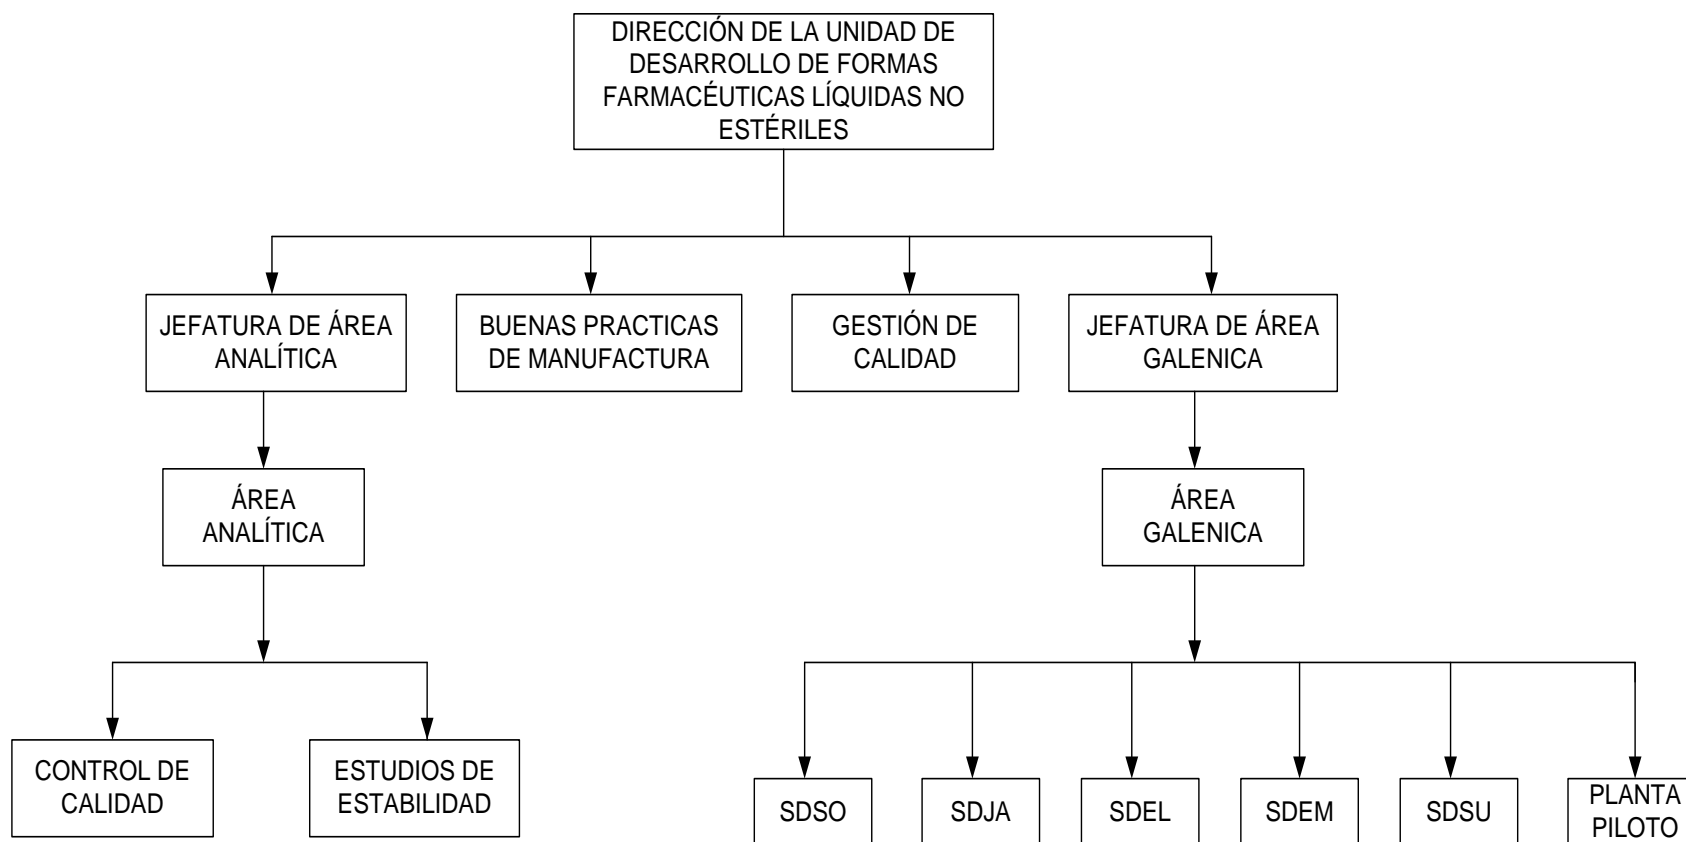 DIRECCIÓN DE LA UNIDAD DE
DESARROLLO DE FORMAS
FARMACÉUTICAS LÍQUIDAS NO
ESTÉRILES
JEFATURA DE ÁREA
ANALÍTICA
BUENAS PRACTICAS
DE MANUFACTURA
GESTIÓN DE
CALIDAD
JEFATURA DE ÁREA
GALENICA
ÁREA
ANALÍTICA
ÁREA
GALENICA
CONTROL DE
CALIDAD
ESTUDIOS DE
ESTABILIDAD
SDSO
SDJA
SDEL
SDEM
SDSU
PLANTA
PILOTO